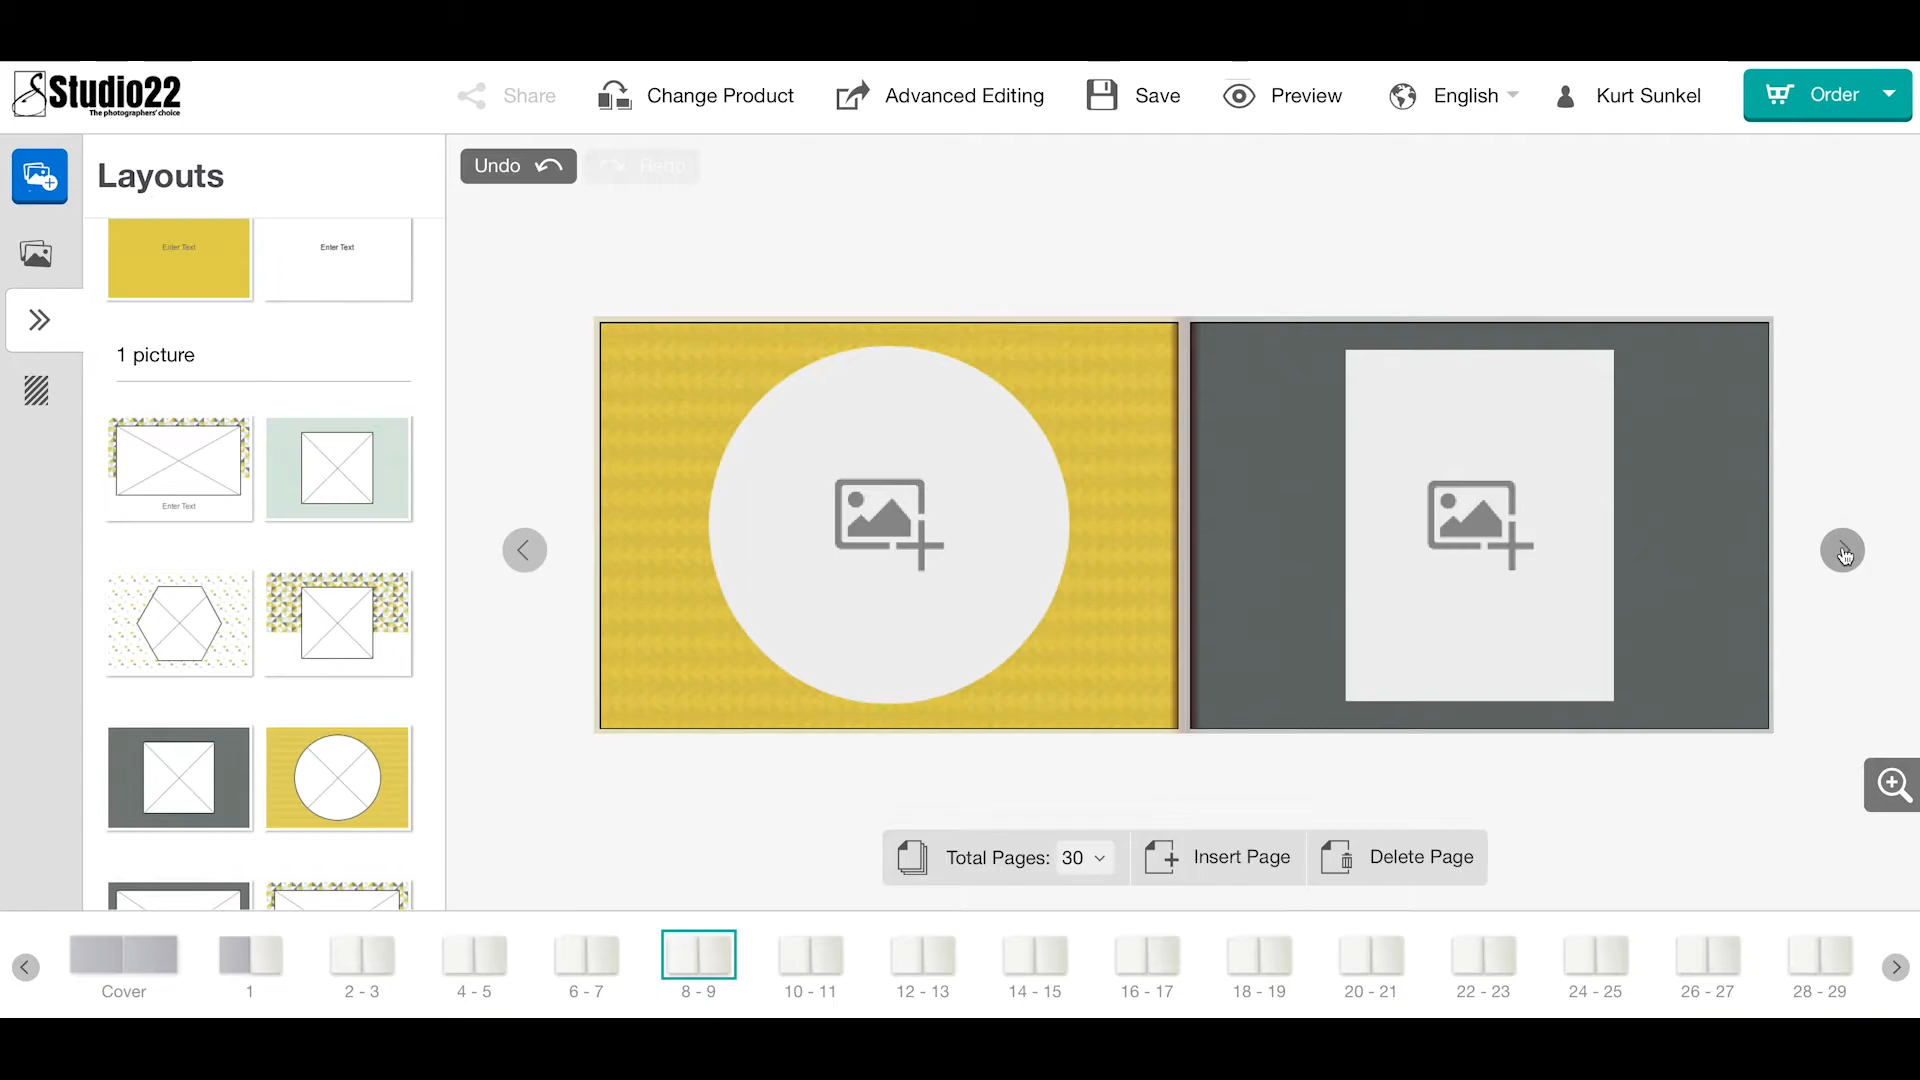 Studio22
The photographers' choice
Share
Change Product
Advanced Editing
Save
Preview
English
Kurt Sunkel
Order
Layouts
Undo
Redo
Enter Text
Enter Text
1 picture
Enter Text
Total Pages: 30
Insert Page
Delete Page
Cover
1
2 - 3
4 - 5
6 - 7
8 - 9
10 - 11
12 - 13
14 - 15
16 - 17
18 - 19
20 - 21
22 - 23
24 - 25
26 - 27
28 - 29